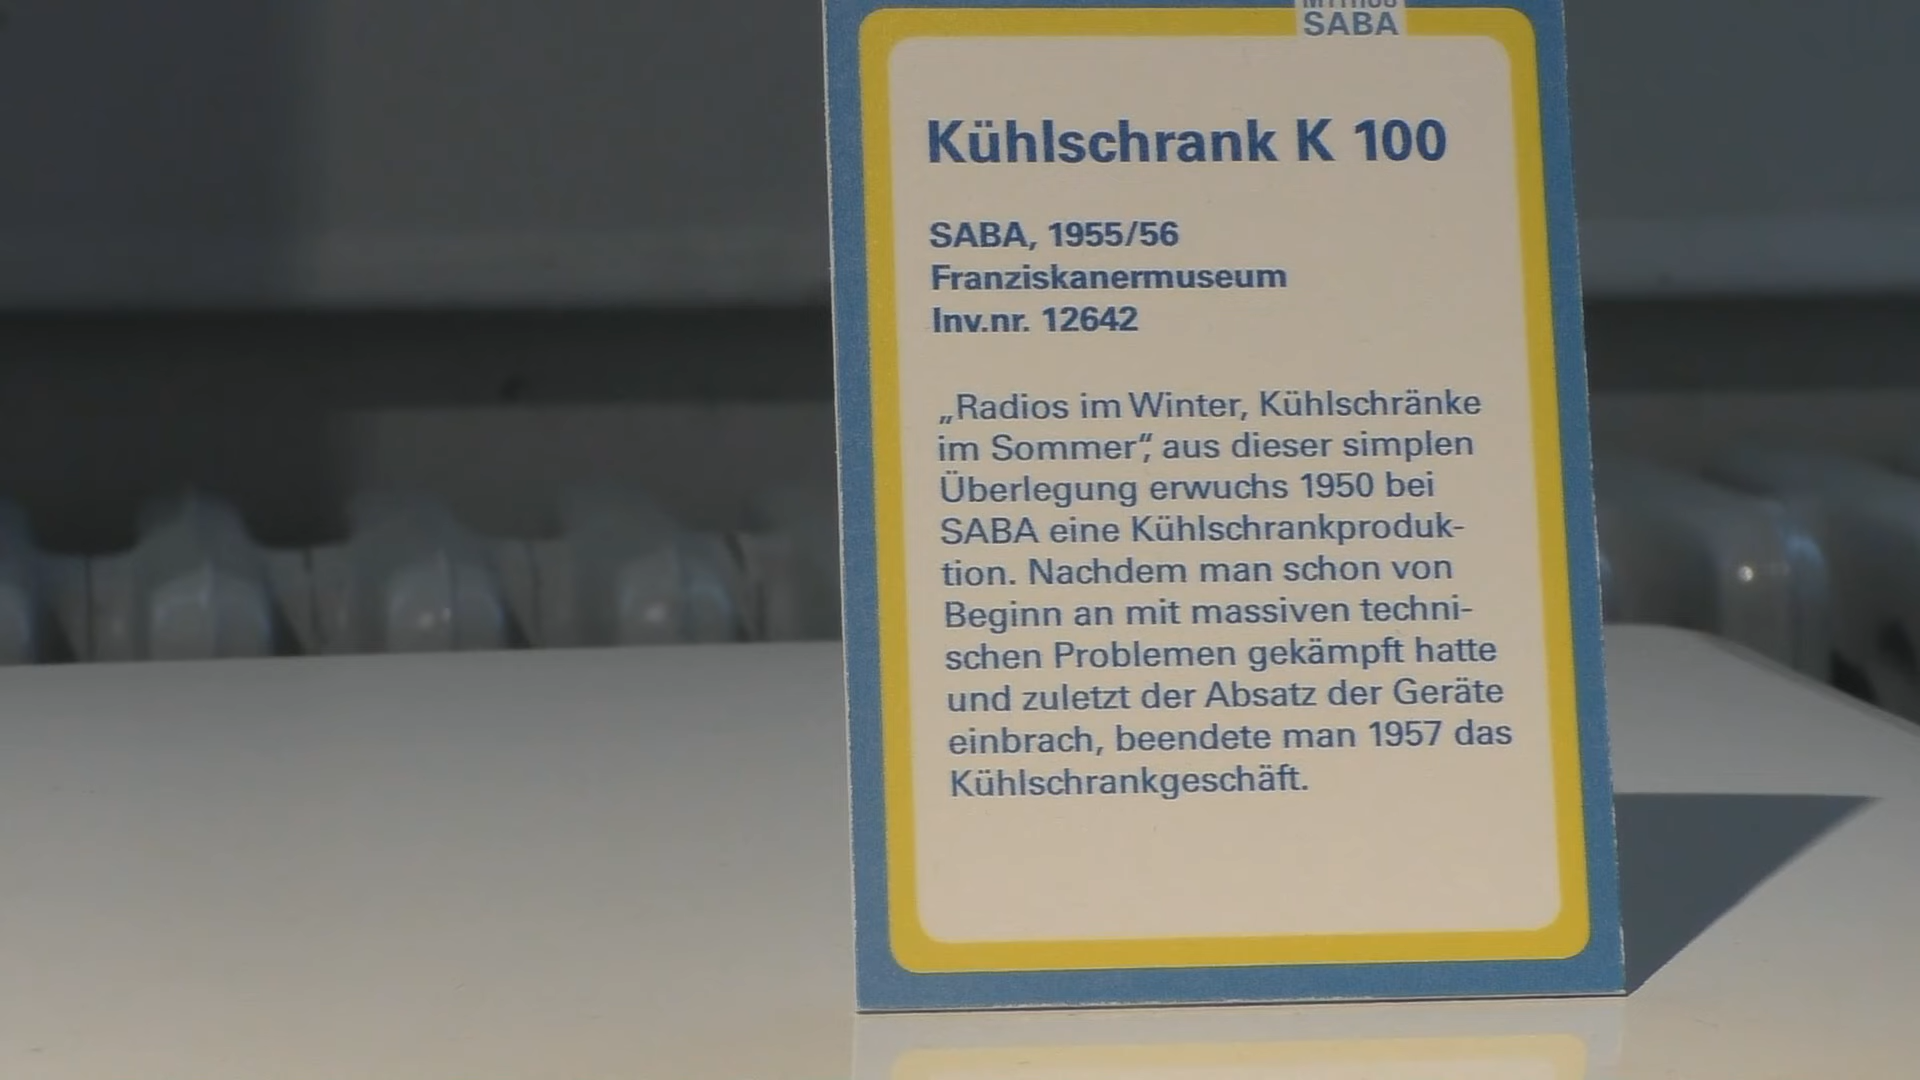 MYTHOS
SABA
Kühlschrank K 100
SABA, 1955/56
Franziskanermuseum
Inv.nr. 12642
„Radios im Winter, Kühlschränke
im Sommer“, aus dieser simplen
Überlegung erwuchs 1950 bei
SABA eine Kühlschrankproduk-
tion. Nachdem man schon von
Beginn an mit massiven techni-
schen Problemen gekämpft hatte
und zuletzt der Absatz der Geräte
einbrach, beendete man 1957 das
Kühlschrankgeschäft.